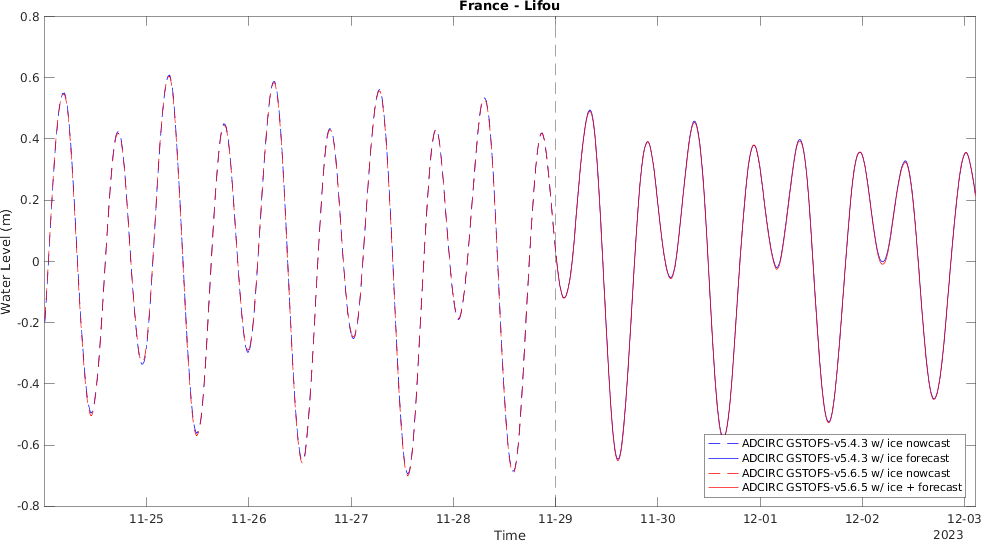 France - Lifou
Water Level (m)
0.8
0.6
0.4
0.2
0
-0.2
-0.4
-0.6
-0.8
ADCIRC GSTOFS-v5.4.3 w/ ice nowcast
ADCIRC GSTOFS-v5.4.3 w/ ice forecast
ADCIRC GSTOFS-v5.6.5 w/ ice nowcast
ADCIRC GSTOFS-v5.6.5 w/ ice + forecast
11-25 11-26 11-27 11-28 11-29 11-30 12-01 12-02 12-03
Time 2023